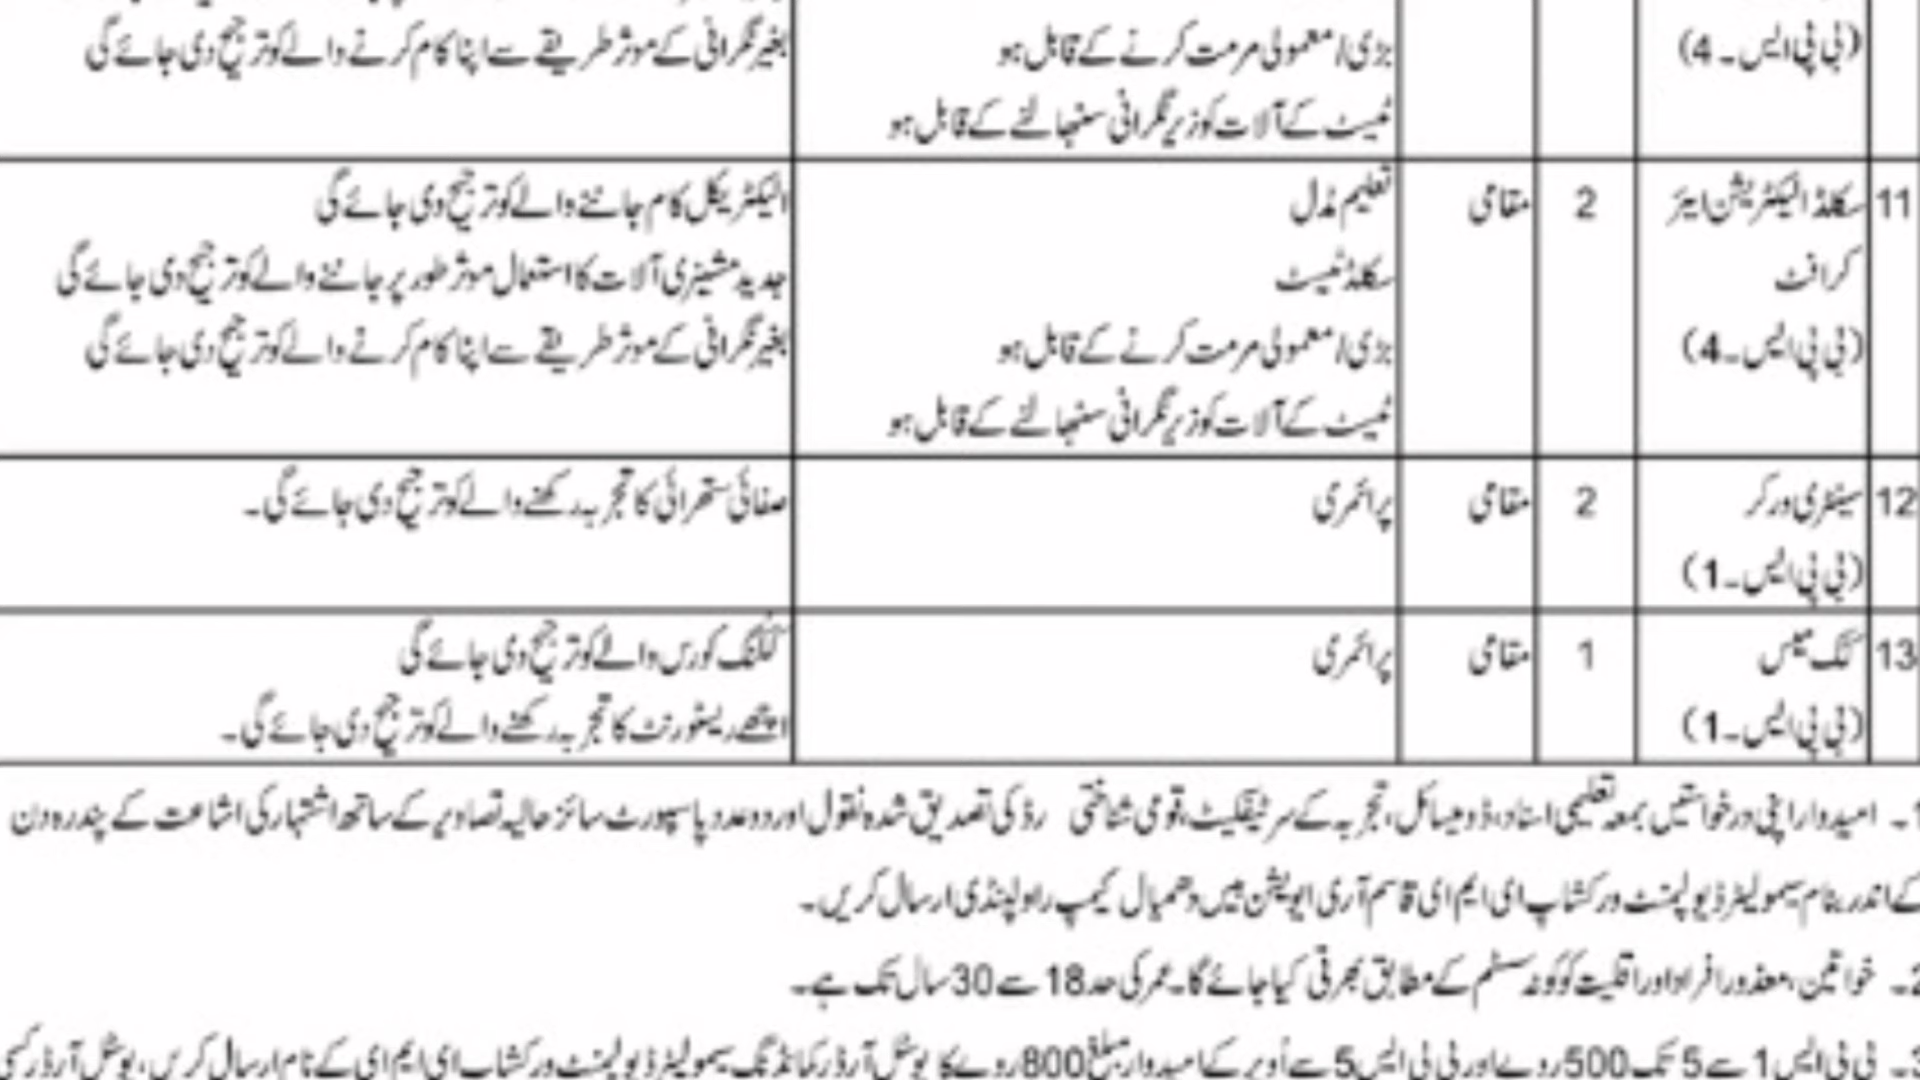 (بی پی ایس۔4)
بڑی/معمولی مرمت کرنے کے قابل ہو
ٹیسٹ کے آلات کو زیر نگرانی سنبھالنے کے قابل ہو
بغیر نگرانی کے موثر طریقے سے اپنا کام کرنے والے کو ترجیح دی جائے گی
11
سکلڈ الیکٹریشن ایئر
کرافٹ
(بی پی ایس۔4)
2
مقامی
تعلیم مڈل
سکلڈ ٹیسٹ
بڑی/معمولی مرمت کرنے کے قابل ہو
ٹیسٹ کے آلات کو زیر نگرانی سنبھالنے کے قابل ہو
الیکٹریکل کام جاننے والے کو ترجیح دی جائے گی
جدید مشینری آلات کا استعمال موثر طور پر جاننے والے کو ترجیح دی جائے گی
بغیر نگرانی کے موثر طریقے سے اپنا کام کرنے والے کو ترجیح دی جائے گی
12
سینٹری ورکر
(بی پی ایس۔1)
2
مقامی
پرائمری
صفائی ستھرائی کا تجربہ رکھنے والے کو ترجیح دی جائے گی۔
13
کک میس
(بی پی ایس۔1)
1
مقامی
پرائمری
ککنگ کورس والے کو ترجیح دی جائے گی
اچھے ریسٹورنٹ کا تجربہ رکھنے والے کو ترجیح دی جائے گی۔
1۔ امیدوار اپنی درخواستیں بمعہ تعلیمی اسناد، ڈومیسائل، تجربہ کے سرٹیفکیٹ، قومی شناختی رڈ کی تصدیق شدہ نقول اور دو عدد پاسپورٹ سائز حالیہ تصاویر کے ساتھ اشتہار کی اشاعت کے پندرہ دن
کے اندر بنام سیمولیٹر ڈیولپمنٹ ورکشاپ ای ایم ای قاسم آرمی ایویشن بیس دھمیال کیمپ راولپنڈی ارسال کریں۔
2۔ خواتین، معذور افراد اور اقلیت کو کوٹہ سسٹم کے مطابق بھرتی کیا جائے گا۔ عمر کی حد 18 سے 30 سال تک ہے۔
3۔ بی پی ایس 1 سے 5 تک 500 روپے اور بی پی ایس 5 سے اُوپر کے امیدوار مبلغ 800 روپے کا پوسٹل آرڈر کمانڈنگ سیمولیٹر ڈیولپمنٹ ورکشاپ ای ایم ای کے نام ارسال کریں، پوسٹل آرڈر کسی